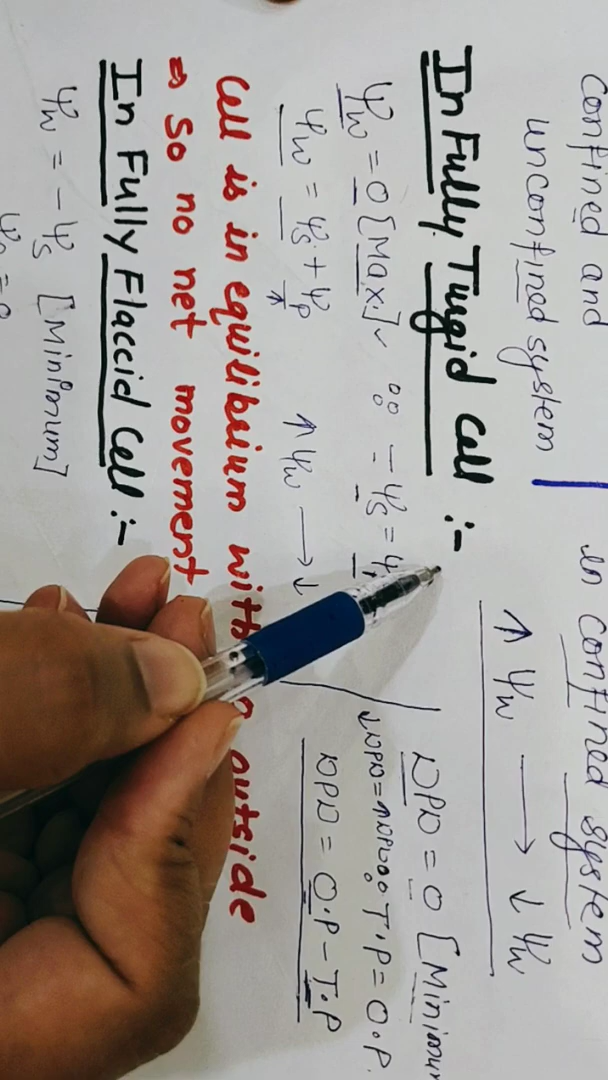 Confined and
unconfined system
in confined system
↑ Ψw ⟶ ↓ Ψw
In Fully Turgid Cell :-
Ψw = 0 [Max.] ✓ ∵ - Ψs =
Ψw = Ψs + Ψp
↑ Ψw ⟶ ↓
DPD = 0 [Minimum
↓DPD = ∵ T.P = O.P.
DPD = O.P - T.P
Cell is in equilibrium with outside
⇒ So no net movement
In Fully Flaccid Cell :-
Ψw = - Ψs [Minimum]
= 0